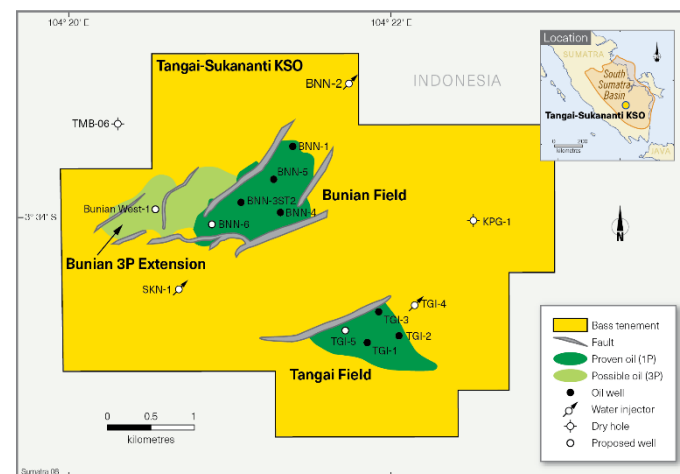 104° 20' E
104° 22' E
Tangai-Sukananti KSO
BNN-2
INDONESIA
TMB-06
BNN-1
BNN-5
Bunian Field
BNN-3ST2
BNN-4
Bunian West-1
BNN-6
KPG-1
3° 34' S
Bunian 3P Extension
SKN-1
N
TGI-4
TGI-3
TGI-2
TGI-5
TGI-1
Tangai Field
0 0.5 1
kilometres
Sumatra 06
Location
SUMATRA
South
Sumatra
Basin
Tangai-Sukananti KSO
kilometres
JAVA
Bass tenement
Fault
Proven oil (1P)
Possible oil (3P)
Oil well
Water injector
Dry hole
Proposed well